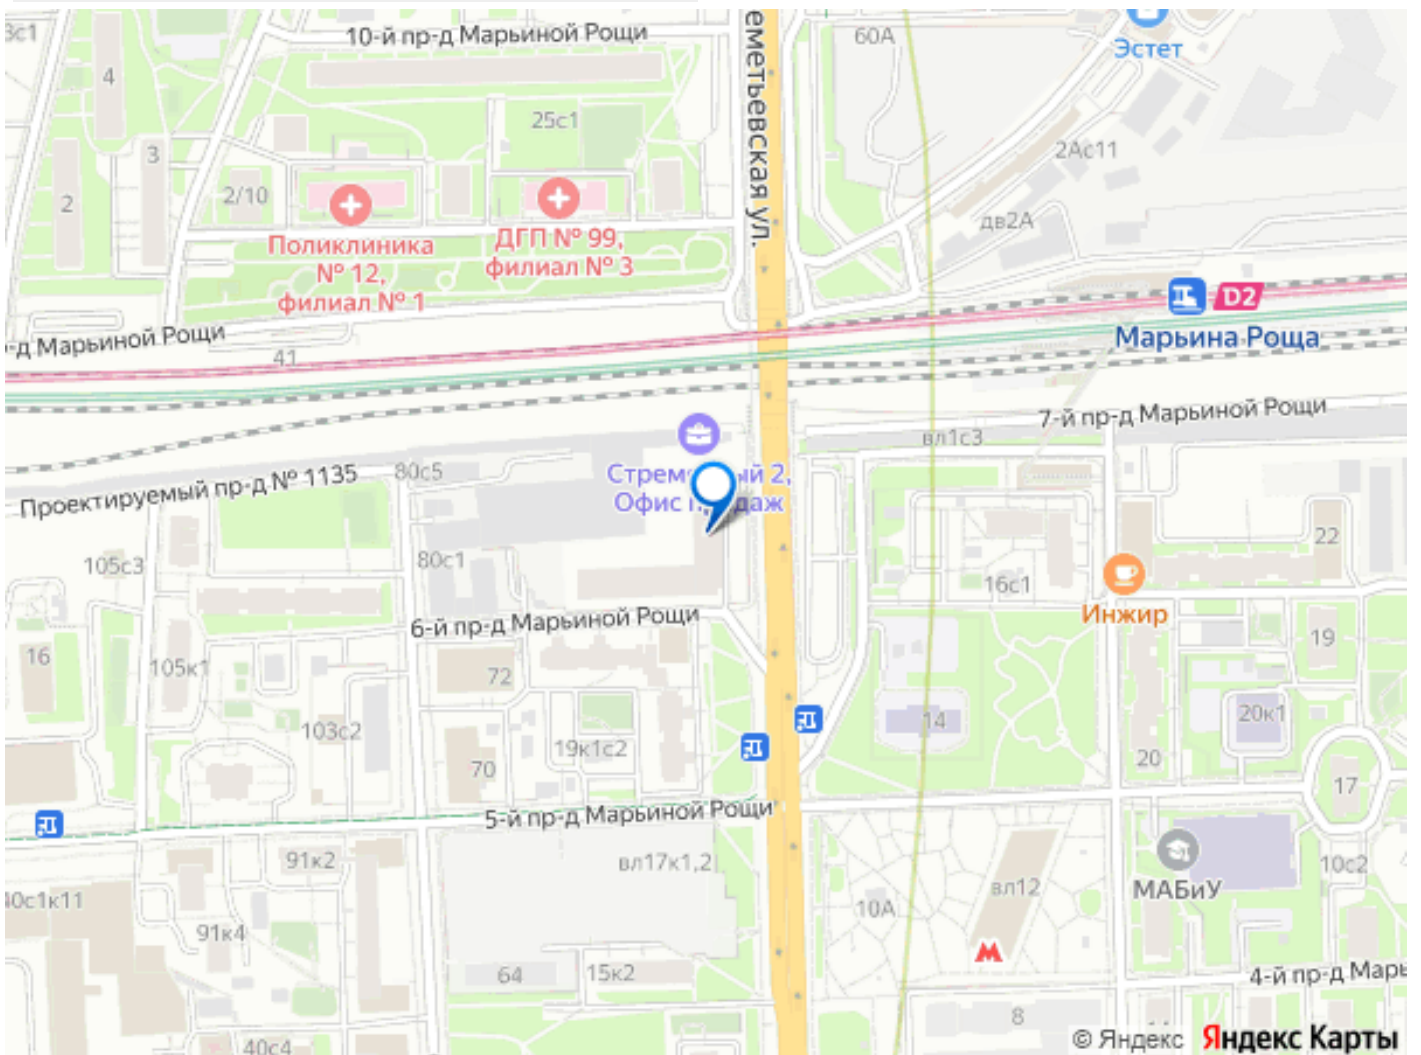 3с1
10-й пр-д Марьиной Рощи
60А
Эстет
4
25с1
еметьевская ул.
2Ас11
3
2/10
2
дв2А
Поликлиника
№ 12,
филиал № 1
ДГП № 99,
филиал № 3
D2
Марьина Роща
-д Марьиной Рощи
41
7-й пр-д Марьиной Рощи
вл1с3
80с5
Проектируемый пр-д № 1135
Офис
22
105с3
80с1
16с1
Инжир
6-й пр-д Марьиной Рощи
16
105к1
72
19
103с2
19к1с2
14
20к1
70
20
17
5-й пр-д Марьиной Рощи
91к2
вл17к1,2
10с2
МАБиУ
вл12
40с1к11
10А
91к4
64
15к2
4-й пр-д Марь
8
40с4
© Яндекс Яндекс Карты